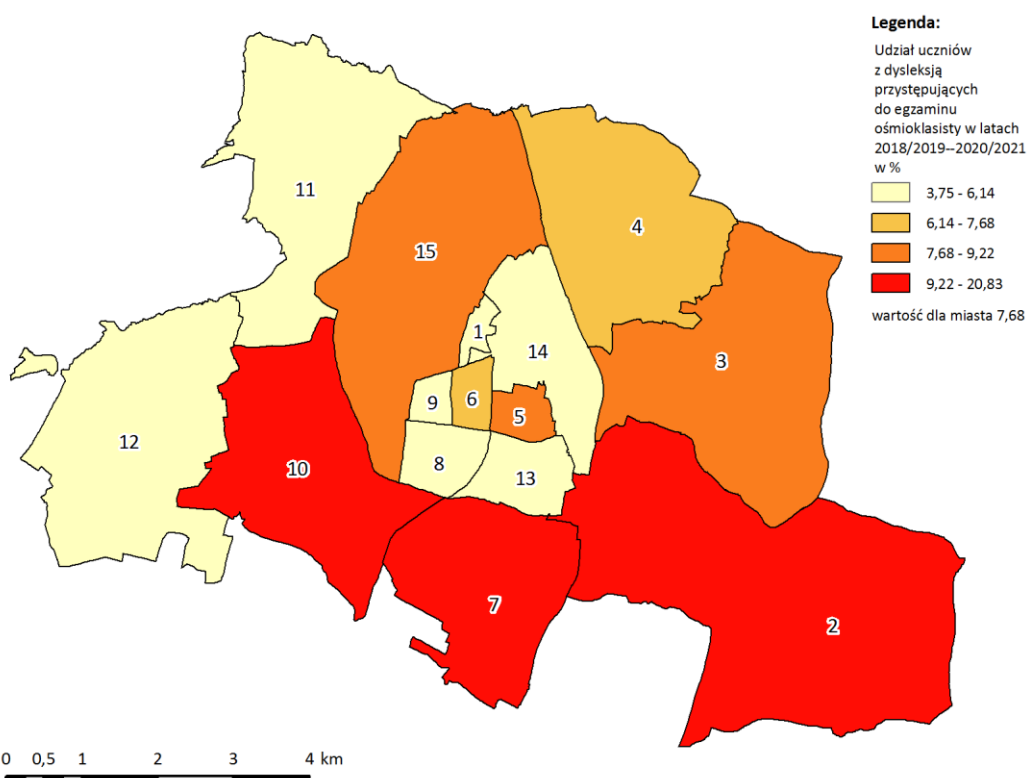 Legenda:
Udział uczniów
z dysleksją
przystępujących
do egzaminu
ośmioklasisty w latach
2018/2019--2020/2021
w %
3,75 - 6,14
6,14 - 7,68
7,68 - 9,22
9,22 - 20,83
wartość dla miasta 7,68
11
15
4
1
14
3
9
6
5
12
8
10
13
7
2
0 0,5 1 2 3 4 km